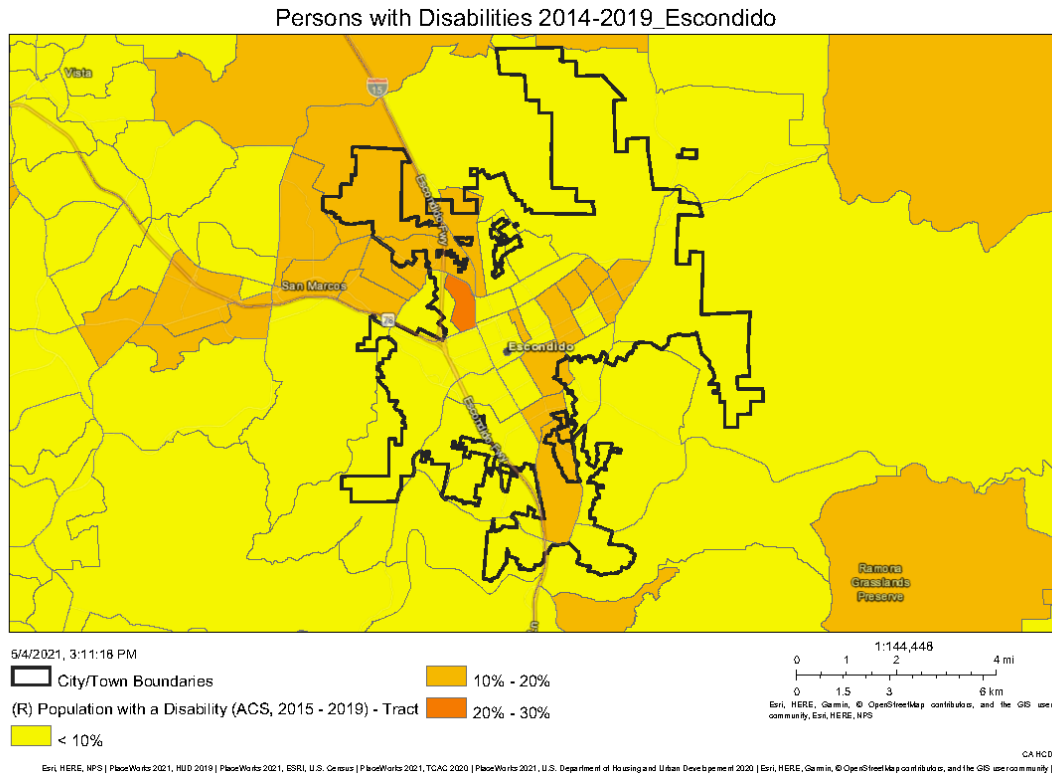 Persons with Disabilities 2014-2019_Escondido
Vista
15
Escondido Fwy
San Marcos
78
Escondido
Escondido Fwy
Ramona
Grasslands
Preserve
5/4/2021, 3:11:16 PM
City/Town Boundaries
(R) Population with a Disability (ACS, 2015 - 2019) - Tract
< 10%
10% - 20%
20% - 30%
1:144,448
0 1 2 4 mi
0 1.5 3 6 km
Esri, HERE, Garmin, © OpenStreetMap contributors, and the GIS user
community, Esri, HERE, NPS
CA HCD
Esri, HERE, NPS | PlaceWorks 2021, HUD 2019 | PlaceWorks 2021, ESRI, U.S. Census | PlaceWorks 2021, TCAC 2020 | PlaceWorks 2021, U.S. Department of Housing and Urban Developement 2020 | Esri, HERE, Garmin, © OpenStreetMap contributors, and the GIS user community |